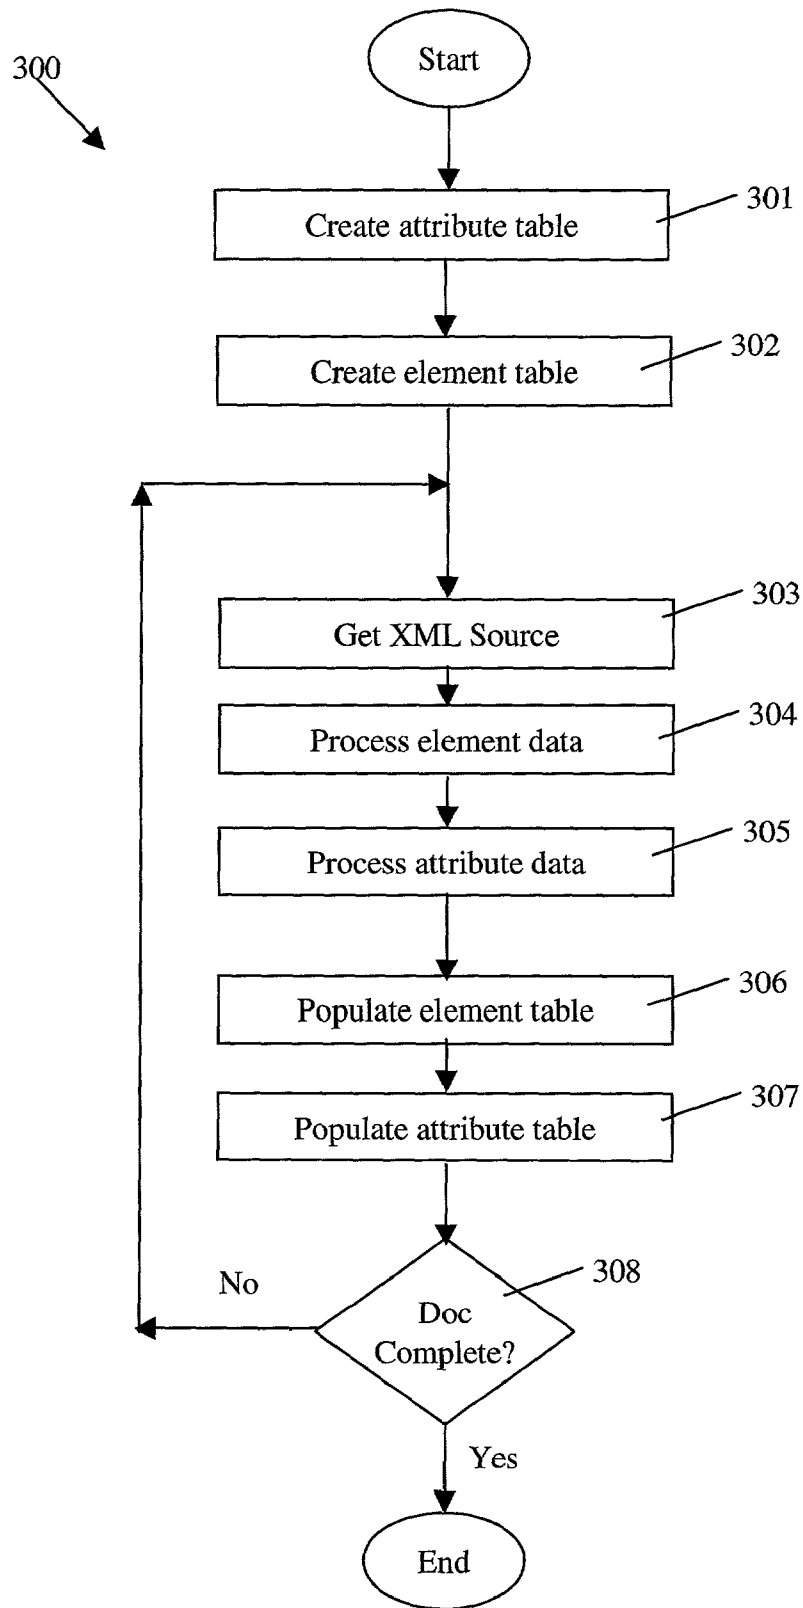 Start
300
301
Create attribute table
302
Create element table
303
Get XML Source
304
Process element data
305
Process attribute data
306
Populate element table
307
Populate attribute table
308
No
Doc
Complete?
Yes
End